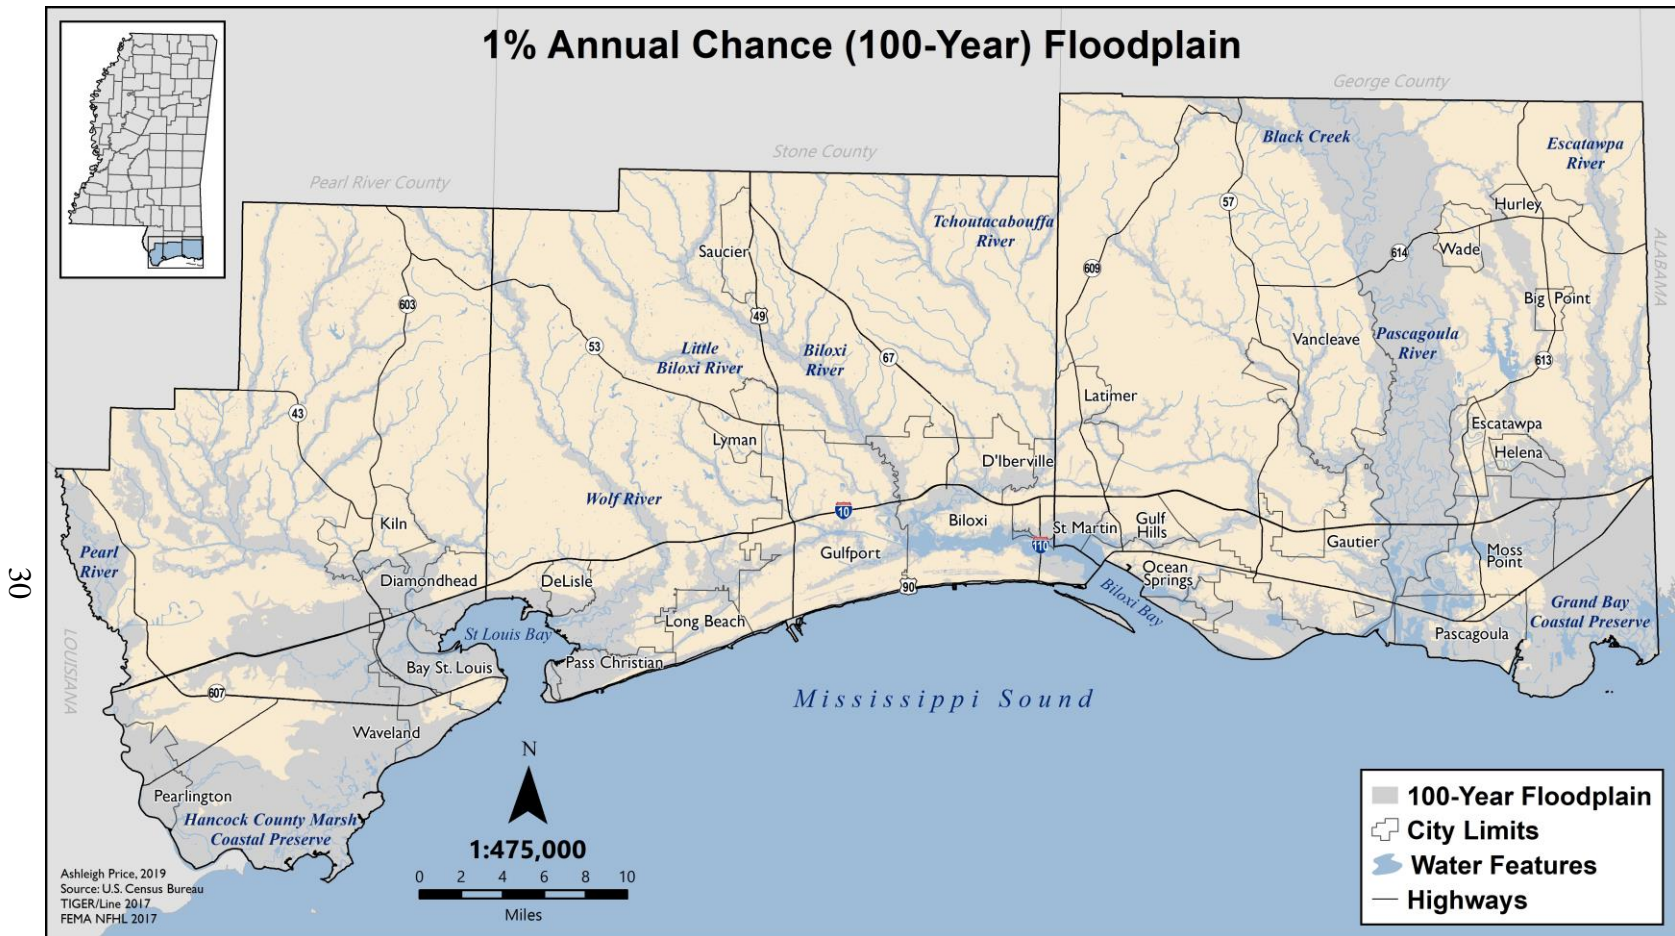 1% Annual Chance (100-Year) Floodplain
George County
Stone County
Pearl River County
Black Creek
Escatawpa
River
57
Hurley
Tchoutacabouffa
River
Saucier
614
Wade
ALABAMA
609
603
49
Big Point
53
Little
Biloxi River
Biloxi
River
67
Vancleave
Pascagoula
River
613
43
Latimer
Lyman
Escatawpa
D'Iberville
Helena
Wolf River
10
Kiln
Biloxi
St Martin
Gulf
Hills
Pearl
River
Gulfport
110
Gautier
Moss
Point
Diamondhead
DeLisle
90
Ocean
Springs
Biloxi Bay
Grand Bay
Coastal Preserve
30
St Louis Bay
Long Beach
Pascagoula
LOUISIANA
Bay St. Louis
Pass Christian
607
Mississippi Sound
Waveland
N
Pearlington
Hancock County Marsh
Coastal Preserve
1:475,000
0 2 4 6 8 10
Miles
Ashleigh Price, 2019
Source: U.S. Census Bureau
TIGER/Line 2017
FEMA NFHL 2017
100-Year Floodplain
City Limits
Water Features
Highways